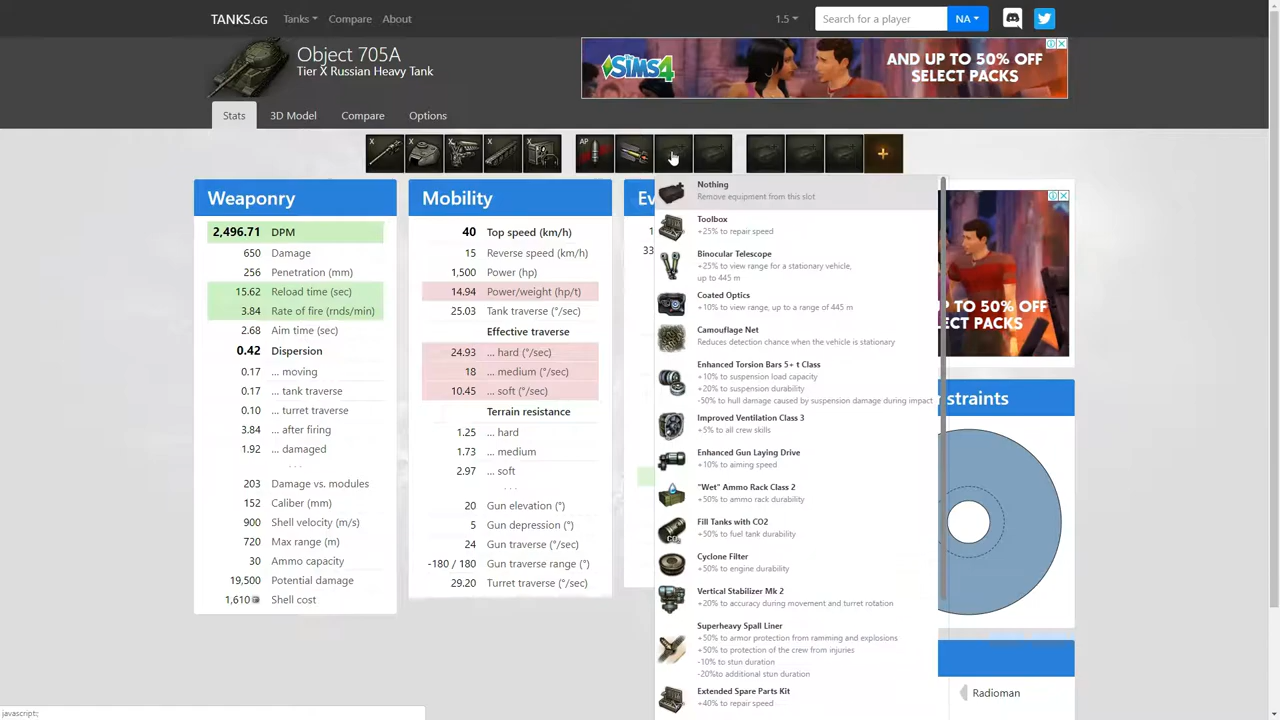 TANKS.GG
Tanks
Compare
About
1.5
Search for a player
NA
Object 705A
Tier X Russian Heavy Tank
THE SIMS 4
AND UP TO 50% OFF
SELECT PACKS
Stats
3D Model
Compare
Options
X X X X X AP
Weaponry
2,496.71 DPM
650 Damage
256 Penetration (mm)
15.62 Reload time (sec)
3.84 Rate of fire (rnds/min)
2.68 Aim time (sec)
0.42 Dispersion
0.17 ... moving
0.17 ... tank traverse
0.10 ... turret traverse
3.84 ... after firing
1.92 ... damaged
...
203 Damage vs. modules
152 Caliber (mm)
900 Shell velocity (m/s)
720 Max range (m)
30 Ammo capacity
19,500 Potential damage
1,610 Shell cost
Mobility
40 Top speed (km/h)
15 Reverse speed (km/h)
1,500 Power (hp)
14.94 Power/weight (hp/t)
25.03 Tank traverse (°/sec)
Effective traverse
24.93 ... hard (°/sec)
18 ... medium (°/sec)
10.45 ... soft (°/sec)
Terrain resistance
1.25 ... hard
1.73 ... medium
2.97 ... soft
...
20 Gun elevation (°)
5 Gun depression (°)
24 Gun traverse (°/sec)
-180 / 180 Gun traverse range (°)
29.20 Turret traverse (°/sec)
Ev
1
33
Nothing
Remove equipment from this slot
Toolbox
+25% to repair speed
Binocular Telescope
+25% to view range for a stationary vehicle,
up to 445 m
Coated Optics
+10% to view range, up to a range of 445 m
Camouflage Net
Reduces detection chance when the vehicle is stationary
Enhanced Torsion Bars 5+ t Class
+10% to suspension load capacity
+20% to suspension durability
-50% to hull damage caused by suspension damage during impact
Improved Ventilation Class 3
+5% to all crew skills
Enhanced Gun Laying Drive
+10% to aiming speed
"Wet" Ammo Rack Class 2
+50% to ammo rack durability
CO2
Fill Tanks with CO2
+50% to fuel tank durability
Cyclone Filter
+50% to engine durability
Vertical Stabilizer Mk 2
+20% to accuracy during movement and turret rotation
Superheavy Spall Liner
+50% to armor protection from ramming and explosions
+50% to protection of the crew from injuries
-10% to stun duration
-20%to additional stun duration
Extended Spare Parts Kit
+40% to repair speed
P TO 50% OFF
ECT PACKS
straints
Radioman
javascript:;